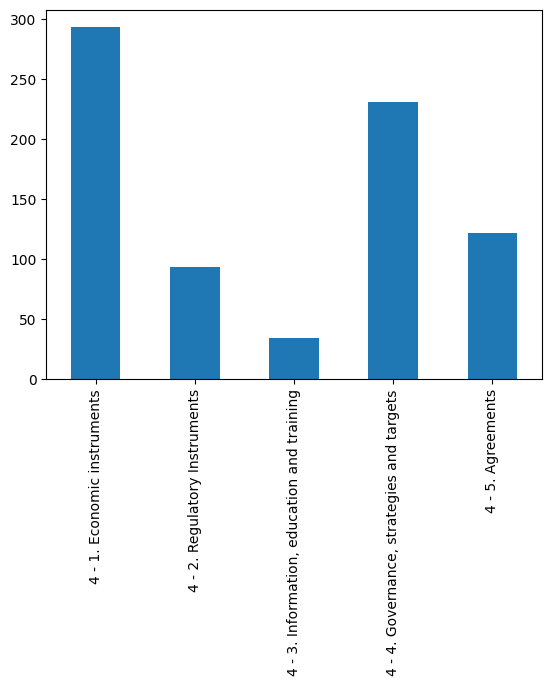 300
250
200
150
100
50
0
4 - 1. Economic instruments
4 - 2. Regulatory Instruments
4 - 3. Information, education and training
4 - 4. Governance, strategies and targets
4 - 5. Agreements